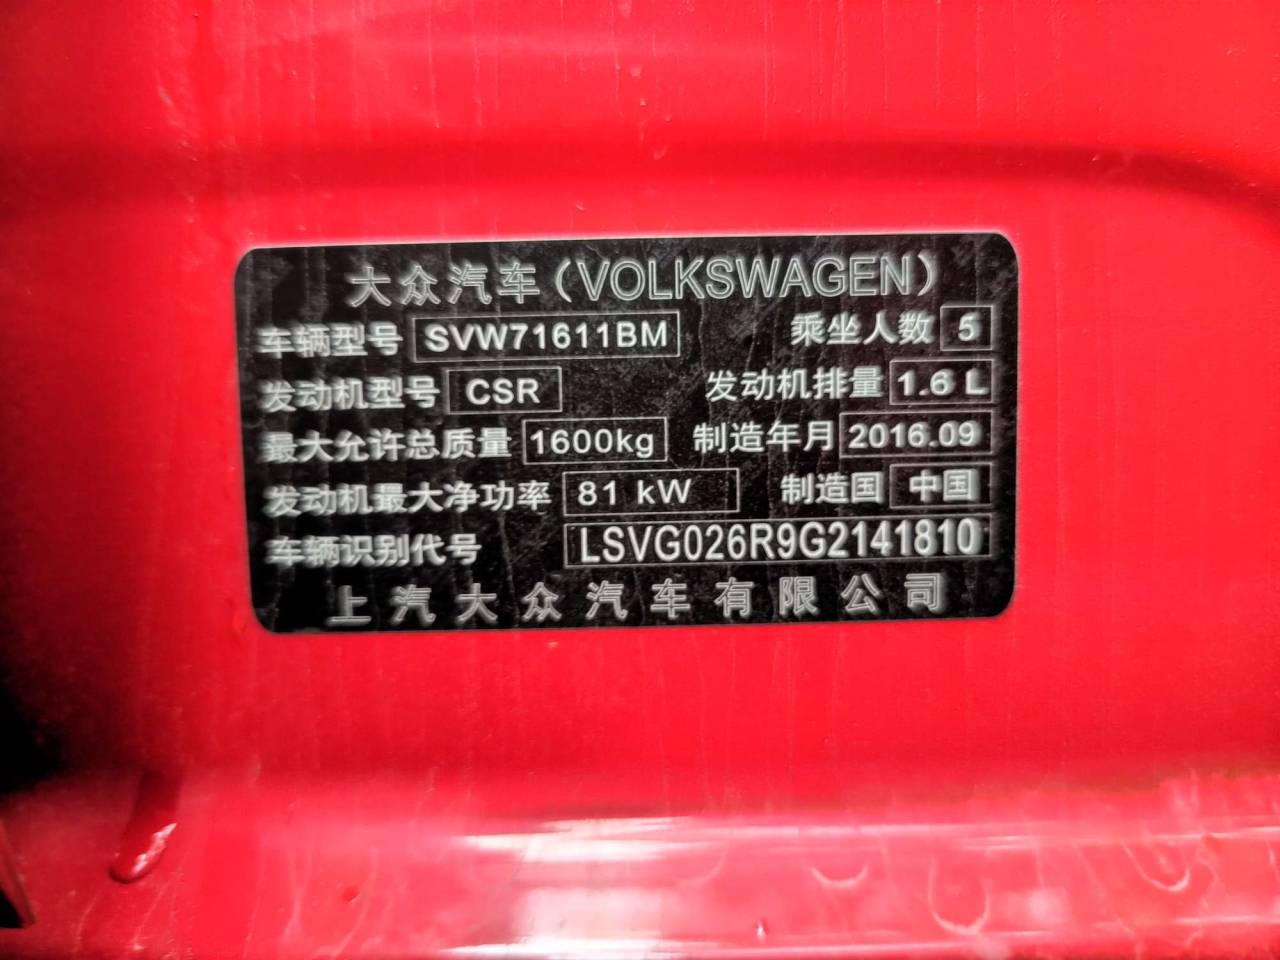 大众汽车(VOLKSWAGEN)
车辆型号 SVW71611BM 乘坐人数 5
发动机型号 CSR 发动机排量 1.6 L
最大允许总质量 1600kg 制造年月 2016.09
发动机最大净功率 81 kW 制造国 中国
车辆识别代号 LSVG026R9G2141810
上汽大众汽车有限公司